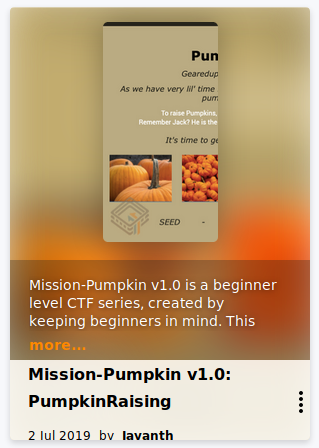 Pum
Gearedup
As we have very lil' time
pum
To raise Pumpkins,
Remember Jack? He is the
It's time to ge
SEED -
Mission-Pumpkin v1.0 is a beginner
level CTF series, created by
keeping beginners in mind. This
more...
Mission-Pumpkin v1.0:
PumpkinRaising
2 Jul 2019 by Jayanth